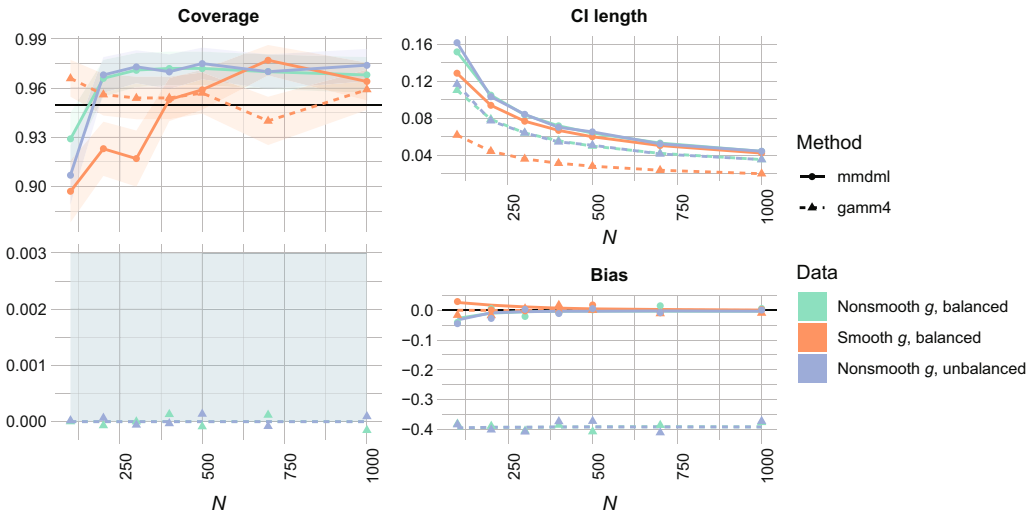 Coverage
0.99
0.96
0.93
0.90
0.003
0.002
0.001
0.000
250
500
750
1000
N
CI length
0.16
0.12
0.08
0.04
250
500
750
1000
N
Bias
0.0
−0.1
−0.2
−0.3
−0.4
250
500
750
1000
N
Method
mmdml
gamm4
Data
Nonsmooth g, balanced
Smooth g, balanced
Nonsmooth g, unbalanced